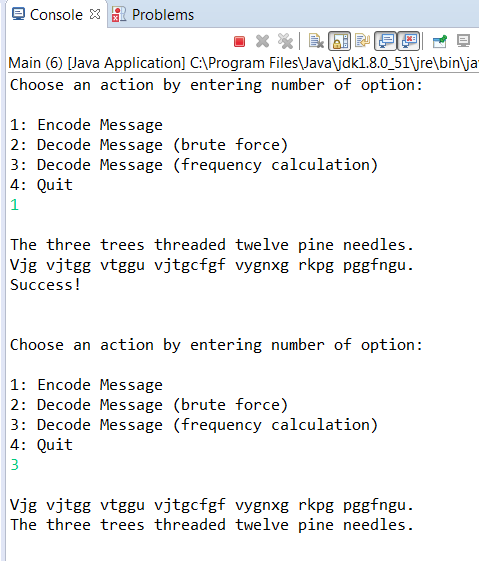 Console Problems
Main (6) [Java Application] C:\Program Files\Java\jdk1.8.0_51\jre\bin\jav
Choose an action by entering number of option:
1: Encode Message
2: Decode Message (brute force)
3: Decode Message (frequency calculation)
4: Quit
1
The three trees threaded twelve pine needles.
Vjg vjtgg vtggu vjtgcfgf vygnxg rkpg pggfngu.
Success!
Choose an action by entering number of option:
1: Encode Message
2: Decode Message (brute force)
3: Decode Message (frequency calculation)
4: Quit
3
Vjg vjtgg vtggu vjtgcfgf vygnxg rkpg pggfngu.
The three trees threaded twelve pine needles.